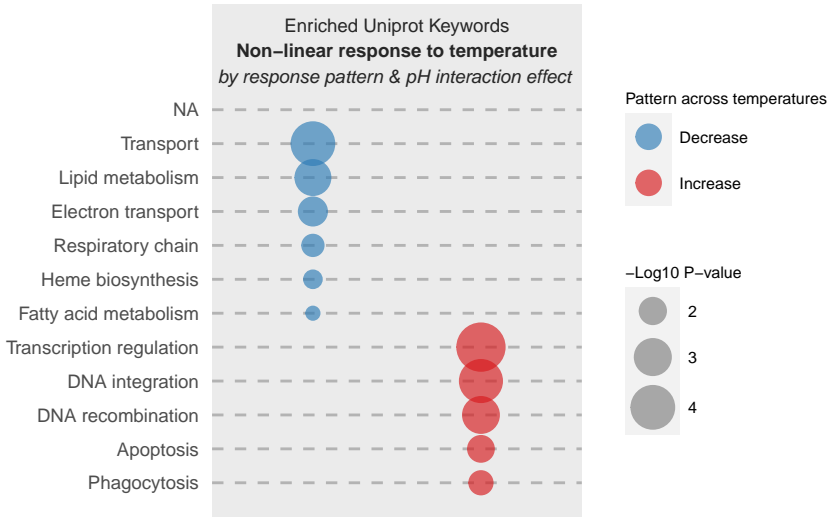 Enriched Uniprot Keywords
Non−linear response to temperature
by response pattern & pH interaction effect
NA
Transport
Lipid metabolism
Electron transport
Respiratory chain
Heme biosynthesis
Fatty acid metabolism
Transcription regulation
DNA integration
DNA recombination
Apoptosis
Phagocytosis
Pattern across temperatures
Decrease
Increase
−Log10 P−value
2
3
4